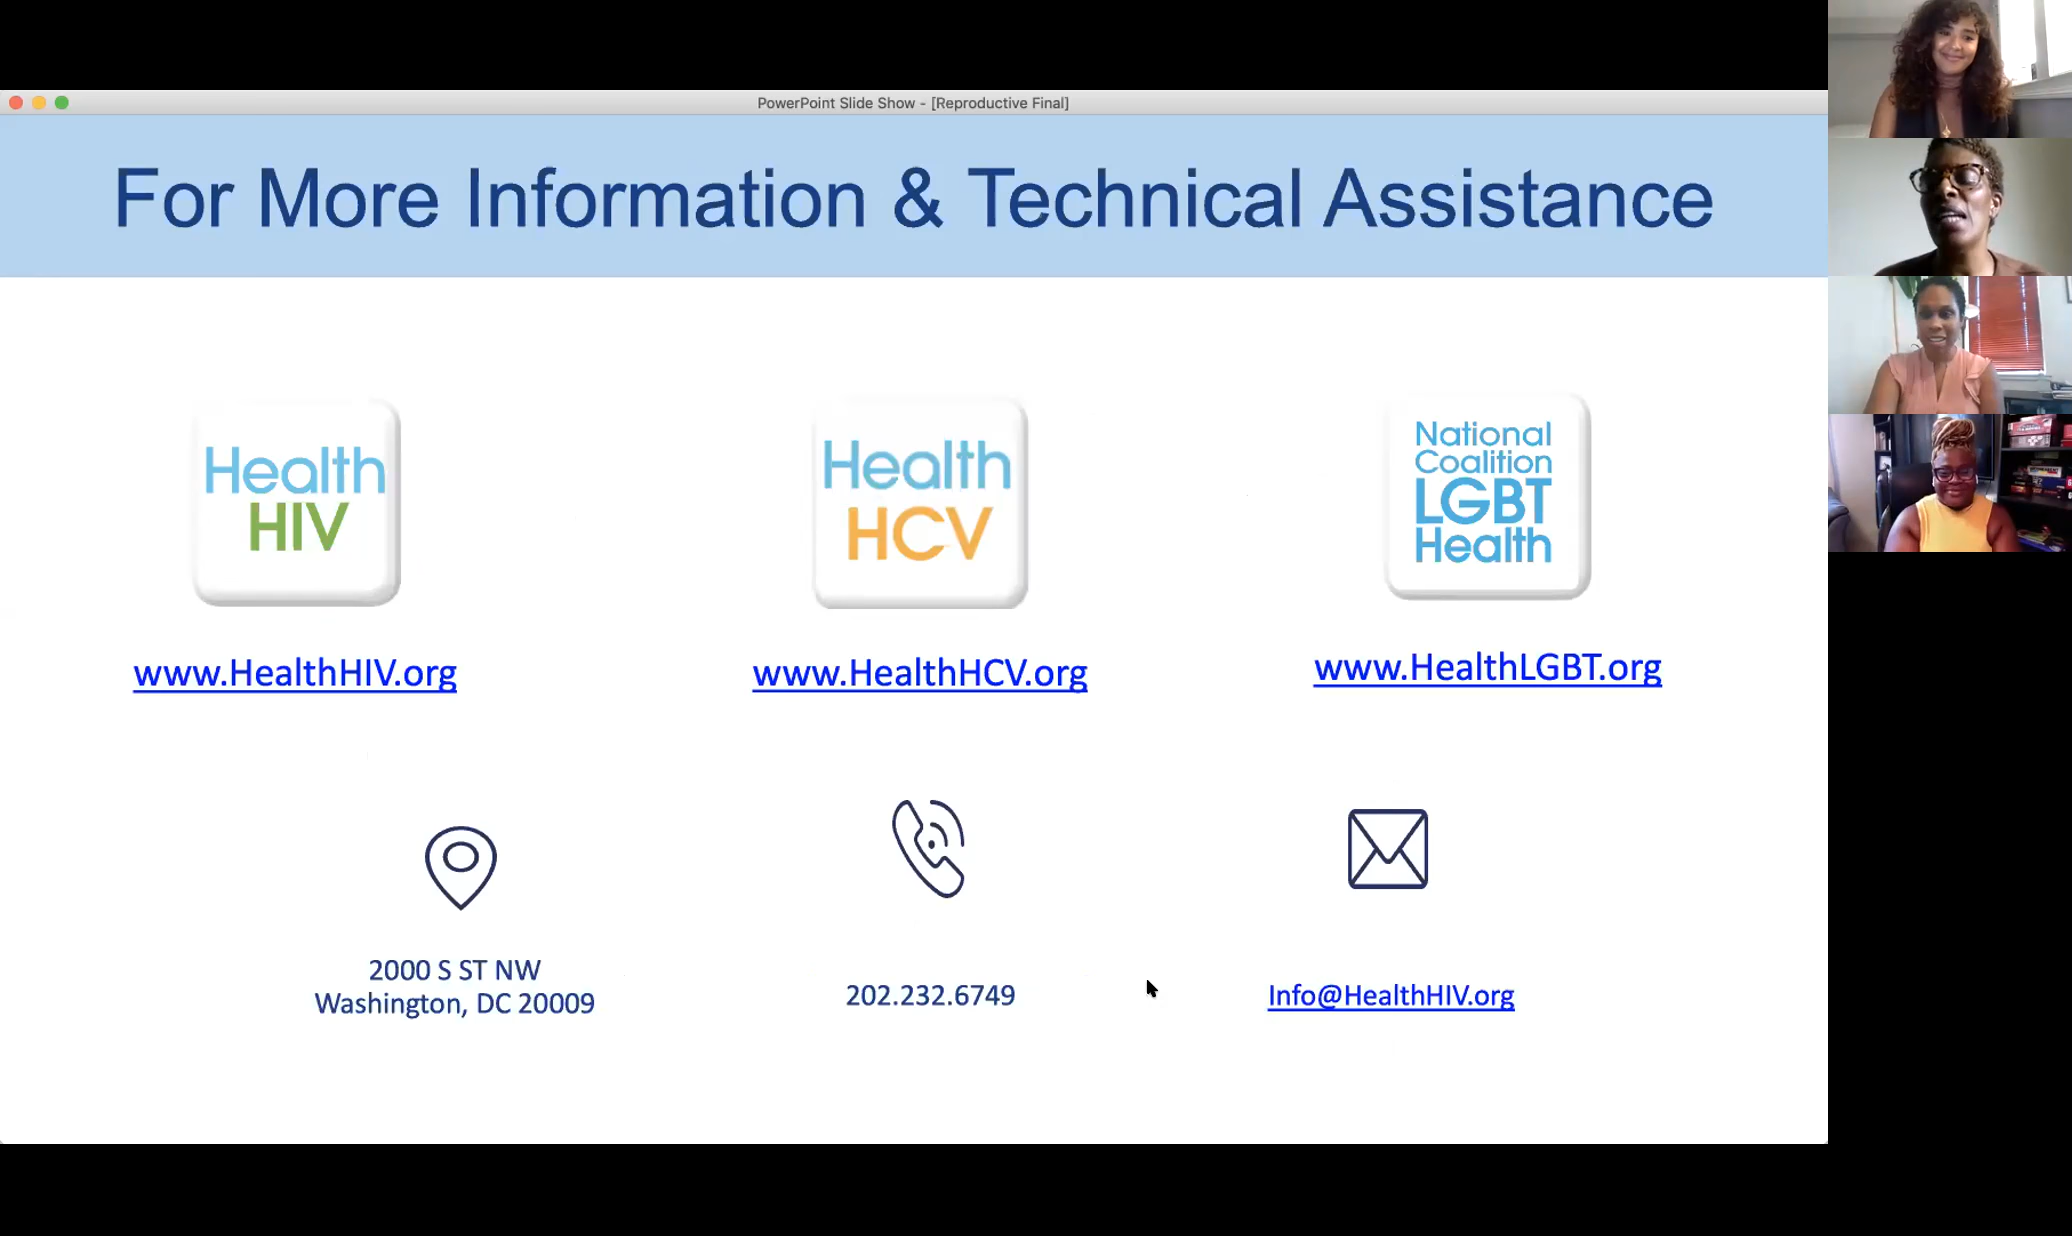 PowerPoint Slide Show - [Reproductive Final]
For More Information & Technical Assistance
Health
HIV
Health
HCV
National
Coalition
LGBT
Health
www.HealthHIV.org
www.HealthHCV.org
www.HealthLGBT.org
2000 S ST NW
Washington, DC 20009
202.232.6749
Info@HealthHIV.org